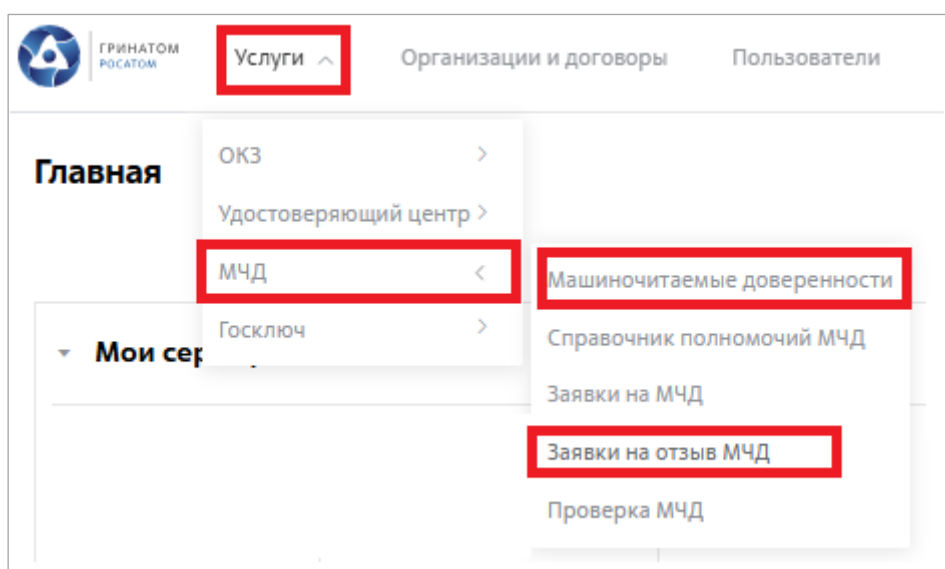 ГРИНАТОМ
РОСАТОМ
Услуги
Организации и договоры
Пользователи
Главная
ОКЗ
Удостоверяющий центр
МЧД
Госключ
Мои
Машиночитаемые доверенности
Справочник полномочий МЧД
Заявки на МЧД
Заявки на отзыв МЧД
Проверка МЧД